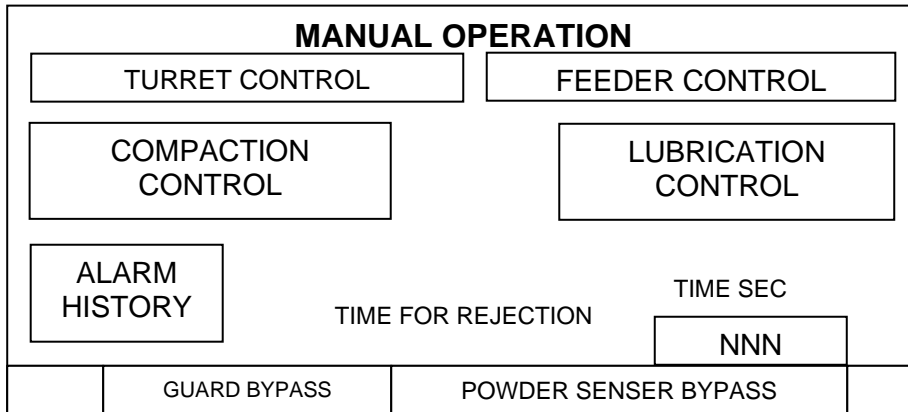 MANUAL OPERATION
TURRET CONTROL
FEEDER CONTROL
COMPACTION
CONTROL
LUBRICATION
CONTROL
ALARM
HISTORY
TIME FOR REJECTION
TIME SEC
NNN
GUARD BYPASS
POWDER SENSER BYPASS